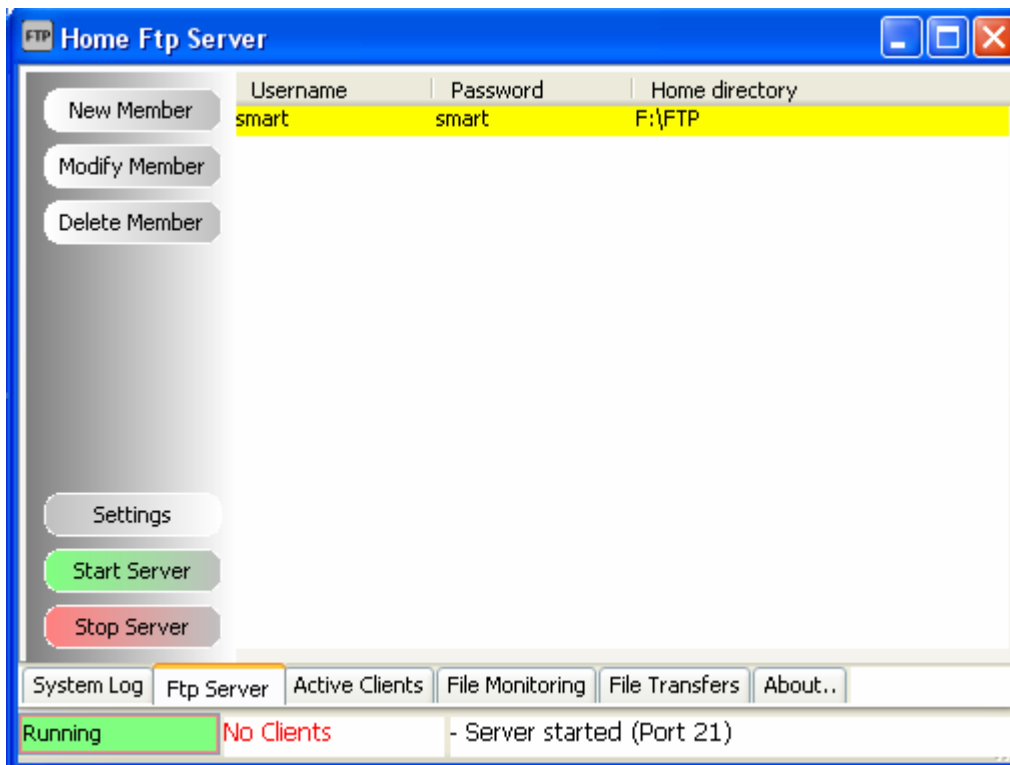 FTP Home Ftp Server
Username Password Home directory
smart smart F:\FTP
New Member
Modify Member
Delete Member
Settings
Start Server
Stop Server
System Log Ftp Server Active Clients File Monitoring File Transfers About..
Running No Clients - Server started (Port 21)